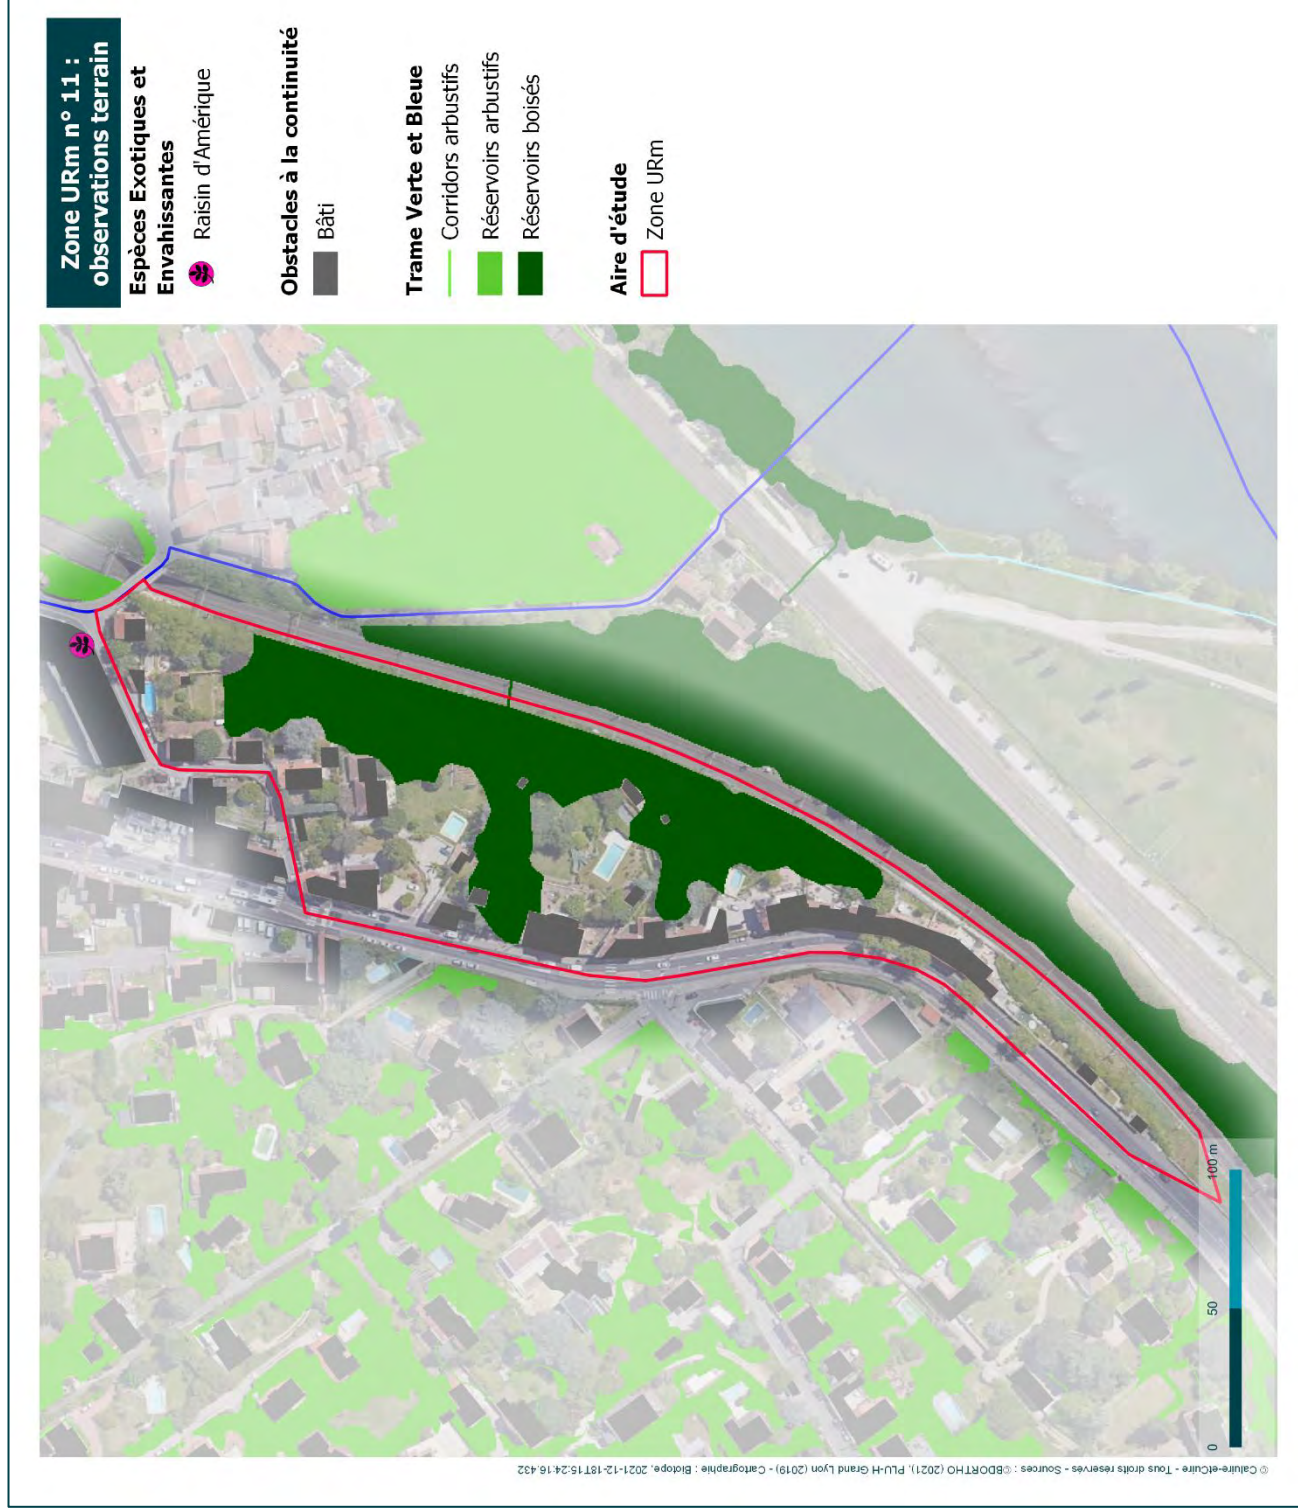 Zone URm n° 11 :
observations terrain
Espèces Exotiques et
Envahissantes
Raisin d'Amérique
Obstacles à la continuité
Bâti
Trame Verte et Bleue
Corridors arbustifs
Réservoirs arbustifs
Réservoirs boisés
Aire d'étude
Zone URm
0
50
100 m
© Caluire-et-Cuire - Tous droits réservés - Sources : ©BDORTHO (2021), PLU-H Grand Lyon (2019) - Cartographie : Biotope, 2021-12-18T15:24:16.432